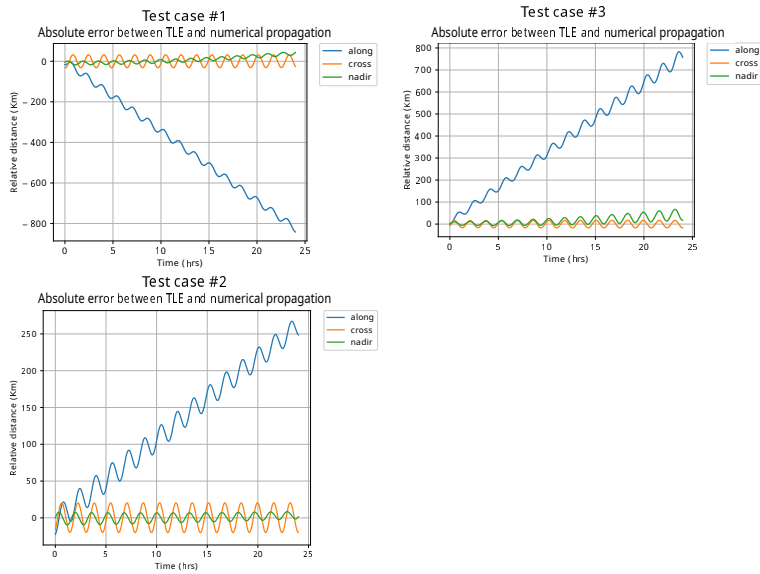 Test case #1
Absolute error between TLE and numerical propagation
along
cross
nadir
0
−200
−400
−600
−800
Relative distance (Km)
0 5 10 15 20 25
Time (hrs)
Test case #3
Absolute error between TLE and numerical propagation
along
cross
nadir
800
700
600
500
400
300
200
100
0
Relative distance (Km)
0 5 10 15 20 25
Time (hrs)
Test case #2
Absolute error between TLE and numerical propagation
along
cross
nadir
250
200
150
100
50
0
Relative distance (Km)
0 5 10 15 20 25
Time (hrs)